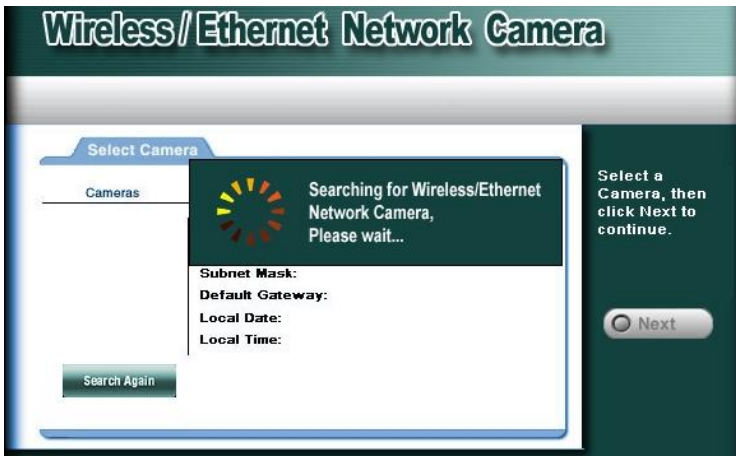 Wireless/Ethernet Network Camera
Select Camera
Cameras
Searching for Wireless/Ethernet
Network Camera,
Please wait...
Subnet Mask:
Default Gateway:
Local Date:
Local Time:
Search Again
Select a
Camera, then
click Next to
continue.
Next